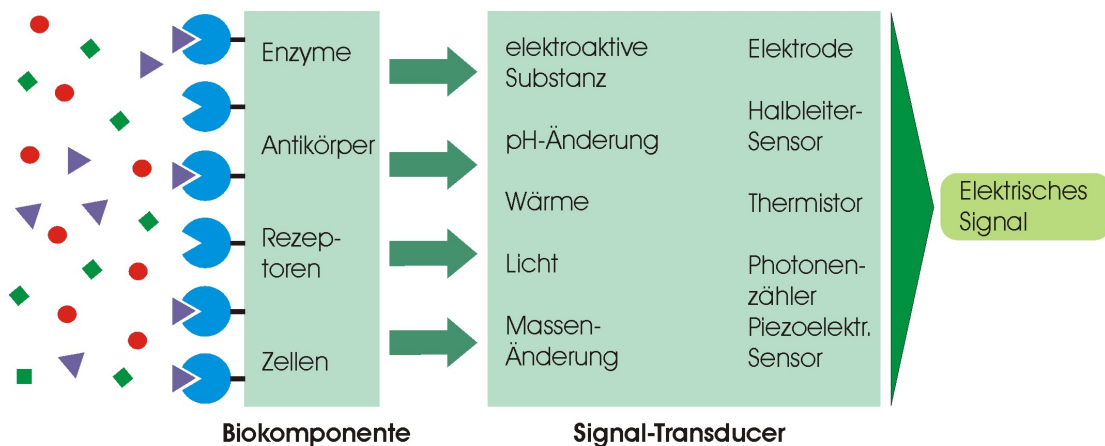 Enzyme
Antikörper
Rezep-
toren
Zellen
elektroaktive
Substanz
pH-Änderung
Wärme
Licht
Massen-
Änderung
Elektrode
Halbleiter-
Sensor
Thermistor
Photonen-
zähler
Piezoelektr.
Sensor
Elektrisches
Signal
Biokomponente
Signal-Transducer